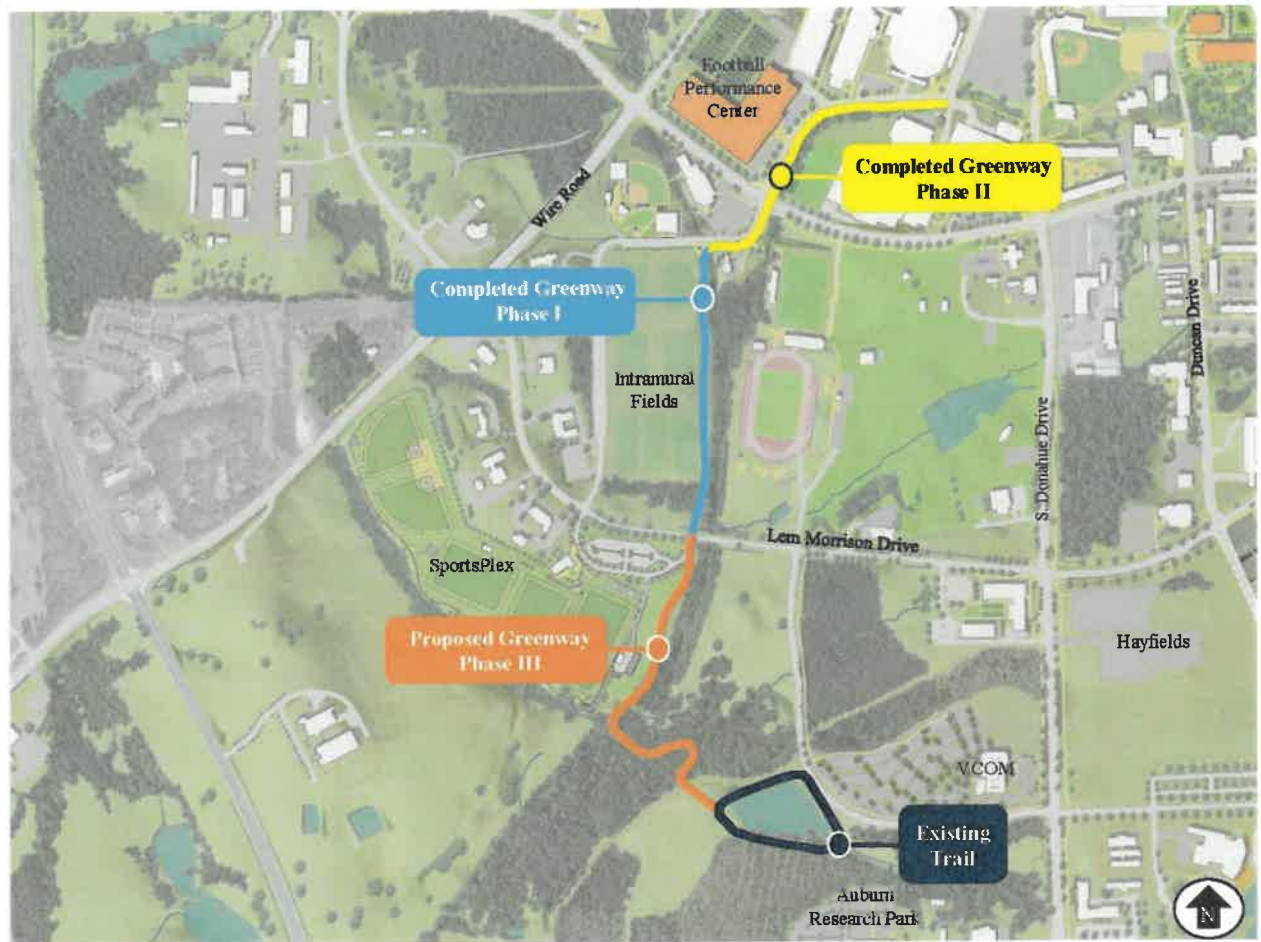 Football
Performance
Center
Completed Greenway
Phase II
Wire Road
Completed Greenway
Phase I
Duncan Drive
Intramural
Fields
S. Donahue Drive
Lem Morrison Drive
SportsPlex
Proposed Greenway
Phase III
Hayfields
VCOM
Existing
Trail
Auburn
Research Park
N